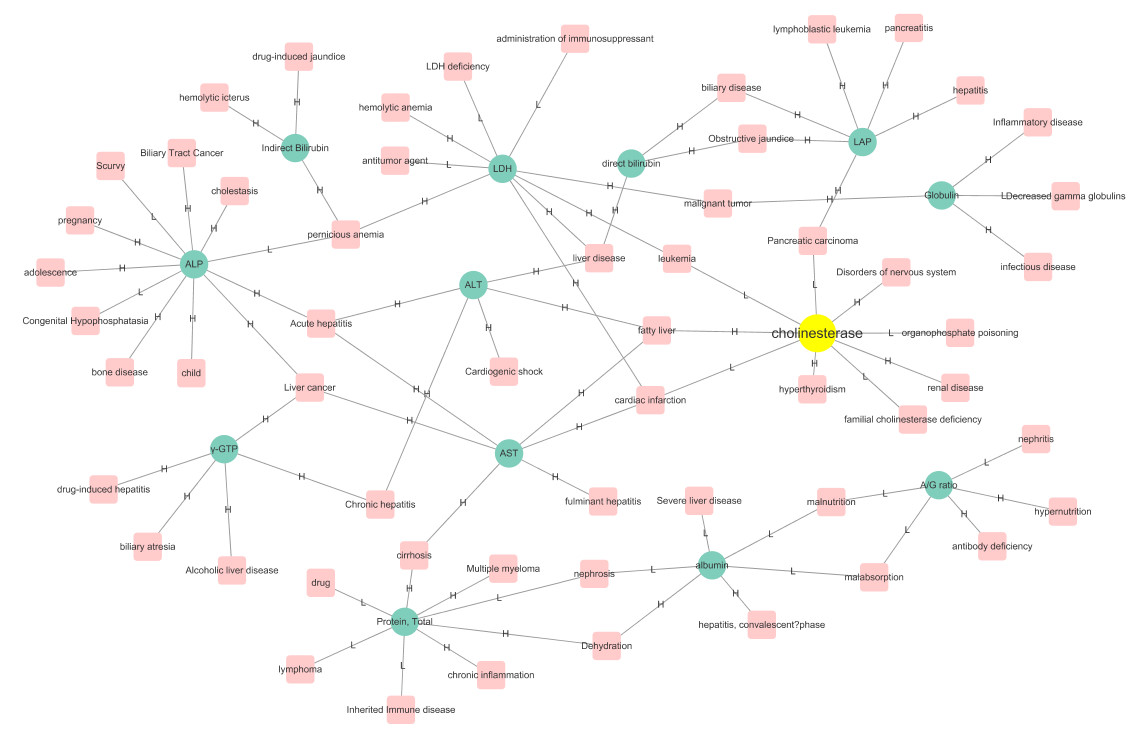 lymphoblastic leukemia
pancreatitis
administration of immunosuppressant
drug-induced jaundice
LDH deficiency
biliary disease
hepatitis
hemolytic icterus
H
H
H
H
L
L
hemolytic anemia
H
H
H
Inflammatory disease
H
H
H
Obstructive jaundice
H
LAP
Indirect Bilirubin
Biliary Tract Cancer
antitumor agent
L
LDH
direct bilirubin
H
H
Scurvy
cholestasis
H
H
H
Globulin
L
Decreased gamma globulins
malignant tumor
H
H
H
H
H
H
L
pregnancy
H
H
pernicious anemia
H
Pancreatic carcinoma
L
ALP
liver disease
leukemia
infectious disease
adolescence
H
H
H
Disorders of nervous system
ALT
L
H
H
L
L
H
H
H
Congenital Hypophosphatasia
H
H
H
Acute hepatitis
H
fatty liver
H
cholinesterase
L
organophosphate poisoning
H
H
L
L
bone disease
child
Cardiogenic shock
hyperthyroidism
renal disease
Liver cancer
H
H
H
cardiac infarction
familial cholinesterase deficiency
H
H
H
nephritis
y-GTP
AST
L
H
H
H
A/G ratio
drug-induced hepatitis
H
L
H
Chronic hepatitis
H
fulminant hepatitis
Severe liver disease
malnutrition
hypernutrition
H
H
L
L
L
biliary atresia
cirrhosis
antibody deficiency
Alcoholic liver disease
Multiple myeloma
nephrosis
L
albumin
L
malabsorption
drug
H
H
L
H
L
H
Protein, Total
H
hepatitis, convalescent?phase
L
H
Dehydration
lymphoma
L
chronic inflammation
Inherited Immune disease